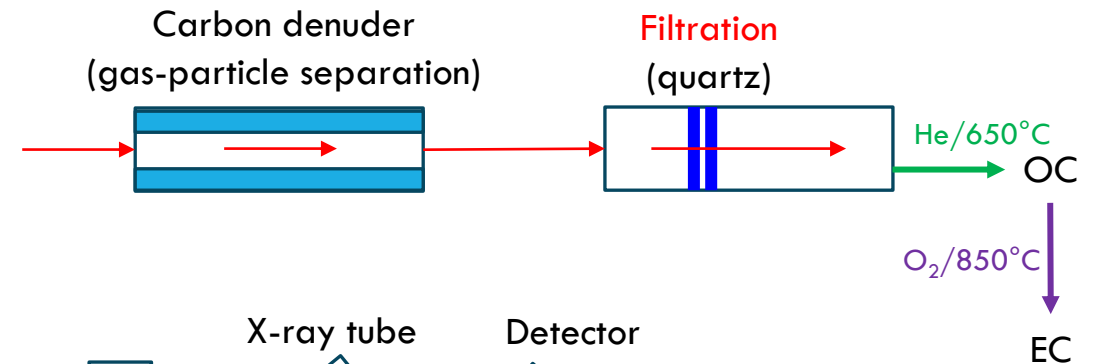 Carbon denuder
(gas-particle separation)
Filtration
(quartz)
He/650°C
OC
O₂/850°C
X-ray tube
Detector
EC